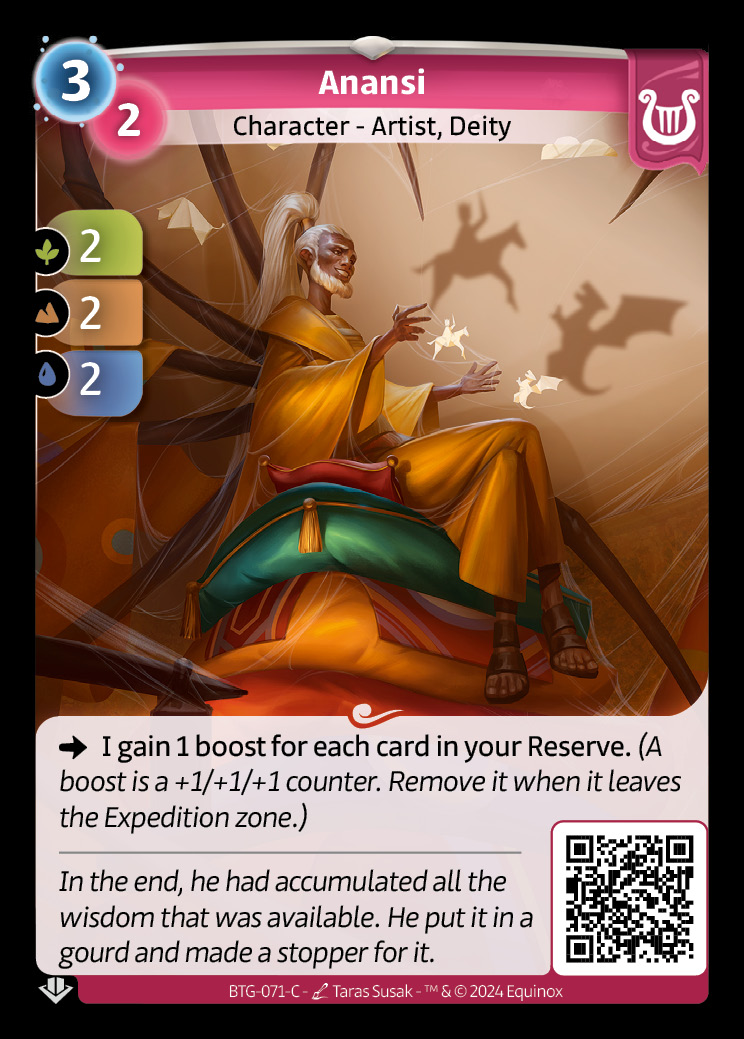 3
Anansi
2
Character - Artist, Deity
2
2
2
I gain 1 boost for each card in your Reserve. (A
boost is a +1/+1/+1 counter. Remove it when it leaves
the Expedition zone.)
In the end, he had accumulated all the
wisdom that was available. He put it in a
gourd and made a stopper for it.
BTG-071-C - Taras Susak - ™ & © 2024 Equinox